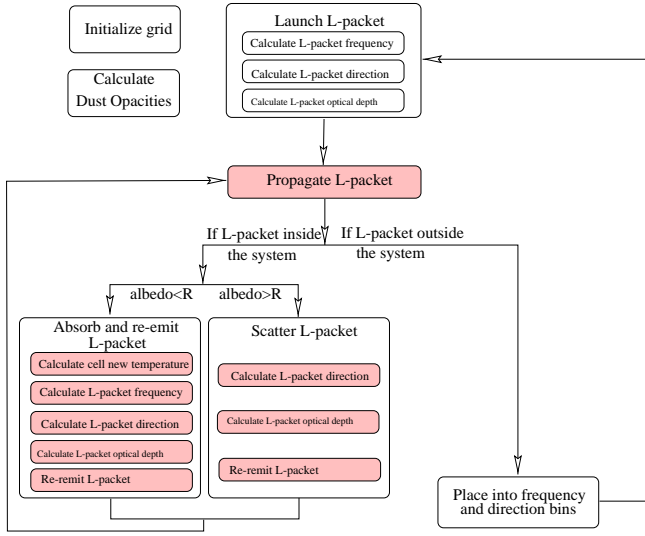 Initialize grid
Calculate
Dust Opacities
Launch L-packet
Calculate L-packet frequency
Calculate L-packet direction
Calculate L-packet optical depth
Propagate L-packet
If L-packet inside
the system
If L-packet outside
the system
albedo<R
albedo>R
Absorb and re-emit
L-packet
Calculate cell new temperature
Calculate L-packet frequency
Calculate L-packet direction
Calculate L-packet optical depth
Re-remit L-packet
Scatter L-packet
Calculate L-packet direction
Calculate L-packet optical depth
Re-remit L-packet
Place into frequency
and direction bins